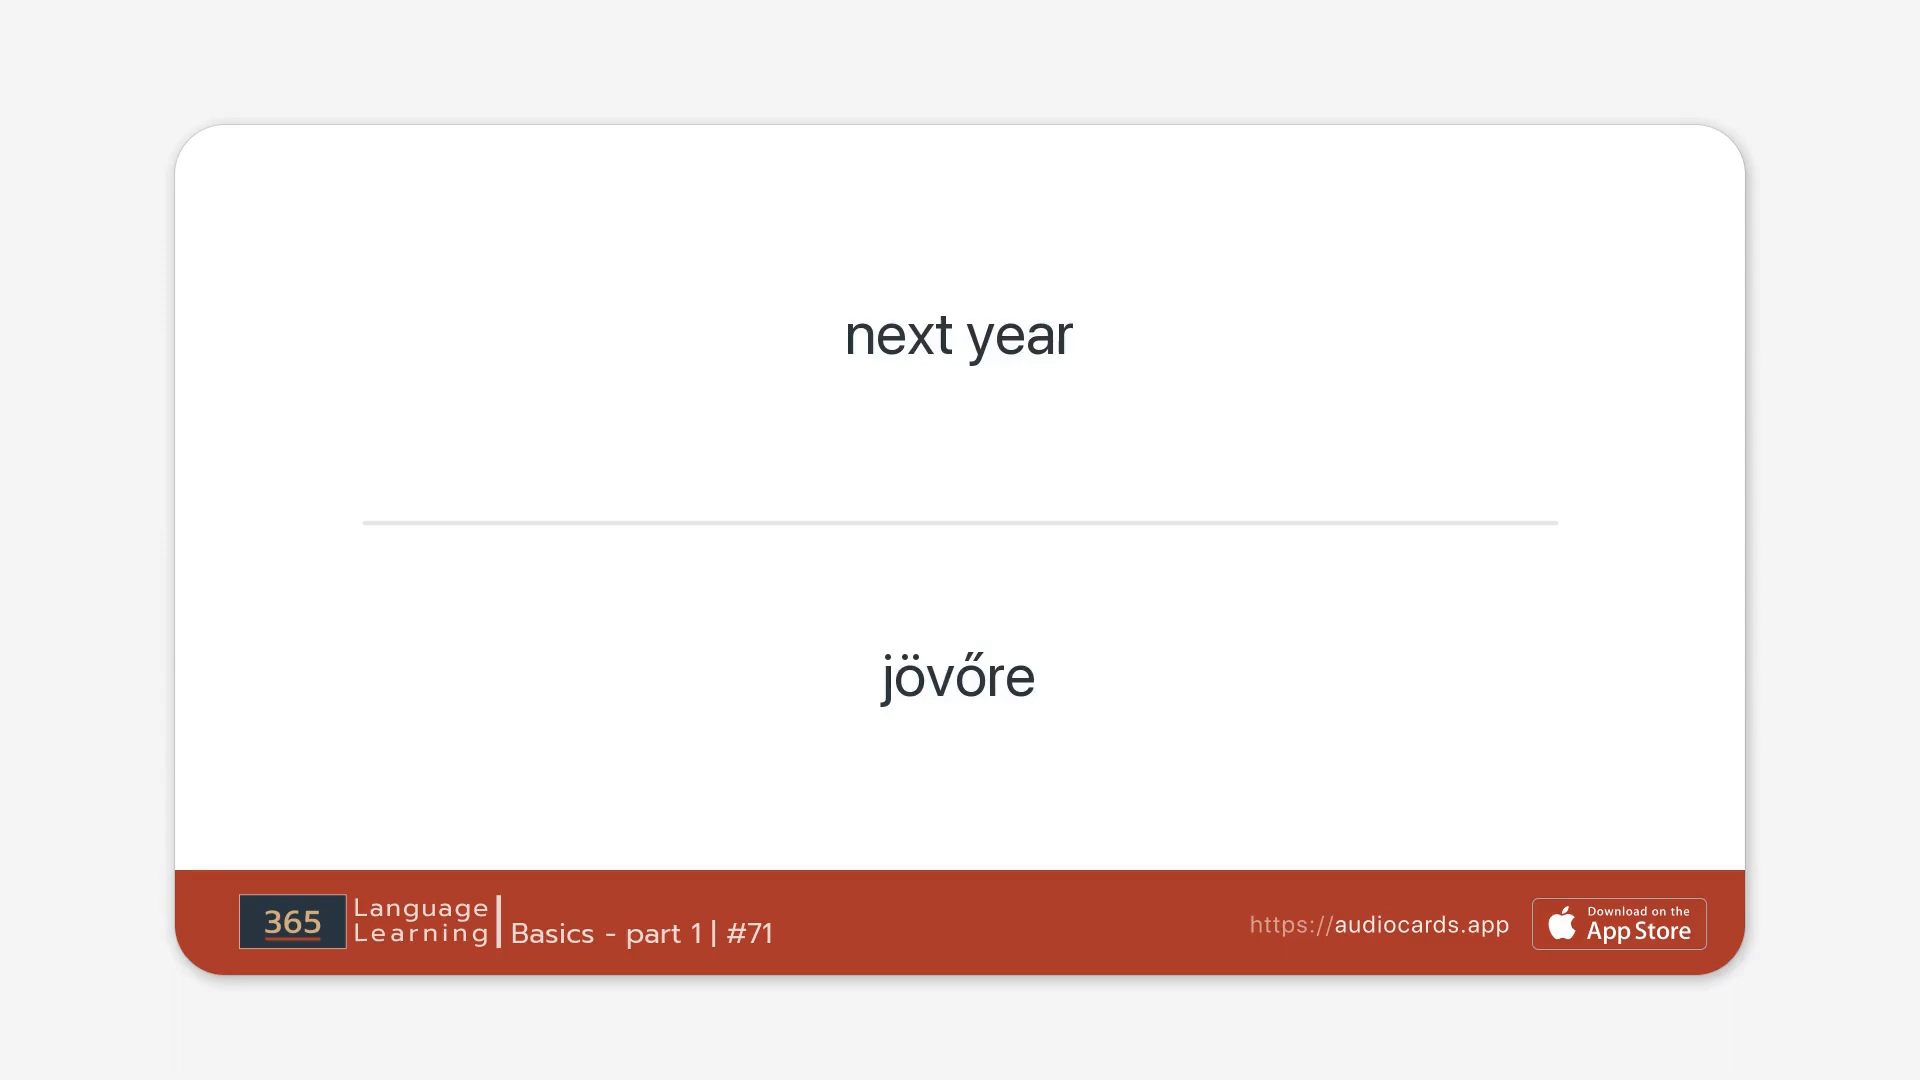 next year
jövőre
365
Language
Learning
Basics - part 1 | #71
https://audiocards.app
Download on the
App Store